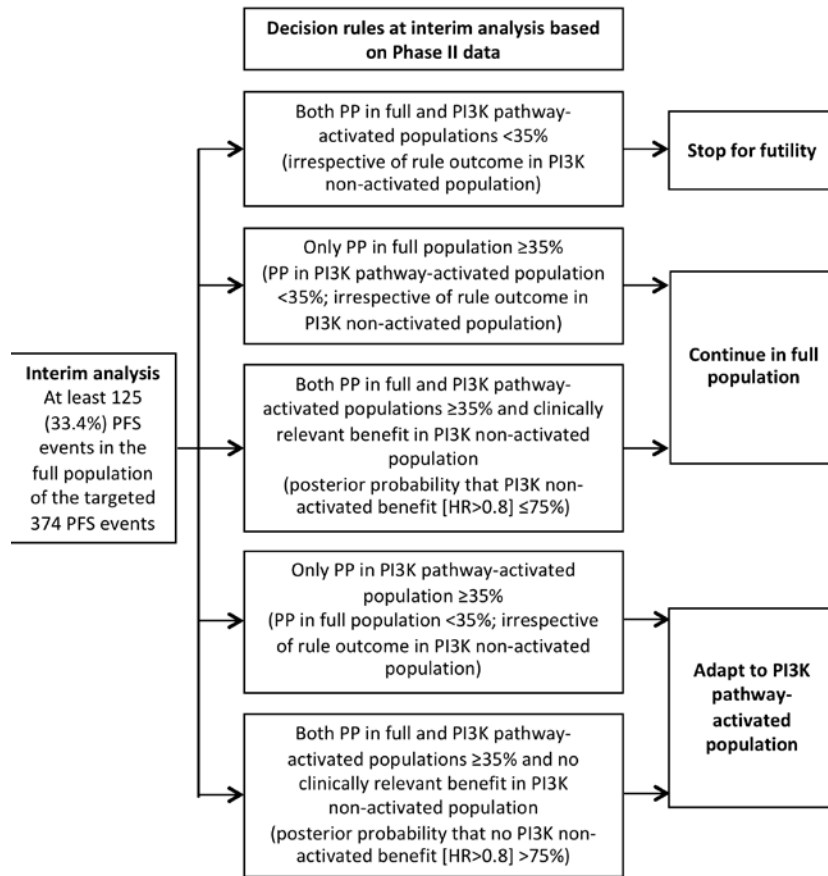 Decision rules at interim analysis based
on Phase II data
Both PP in full and PI3K pathway-
activated populations <35%
(irrespective of rule outcome in PI3K
non-activated population)
Stop for futility
Only PP in full population ≥35%
(PP in PI3K pathway-activated population
<35%; irrespective of rule outcome in
PI3K non-activated population)
Continue in full
population
Interim analysis
At least 125
(33.4%) PFS
events in the
full population
of the targeted
374 PFS events
Both PP in full and PI3K pathway-
activated populations ≥35% and clinically
relevant benefit in PI3K non-activated
population
(posterior probability that PI3K non-
activated benefit [HR>0.8] ≤75%)
Only PP in PI3K pathway-activated
population ≥35%
(PP in full population <35%; irrespective
of rule outcome in PI3K non-activated
population)
Adapt to PI3K
pathway-
activated
population
Both PP in full and PI3K pathway-
activated populations ≥35% and no
clinically relevant benefit in PI3K
non-activated population
(posterior probability that no PI3K non-
activated benefit [HR>0.8] >75%)